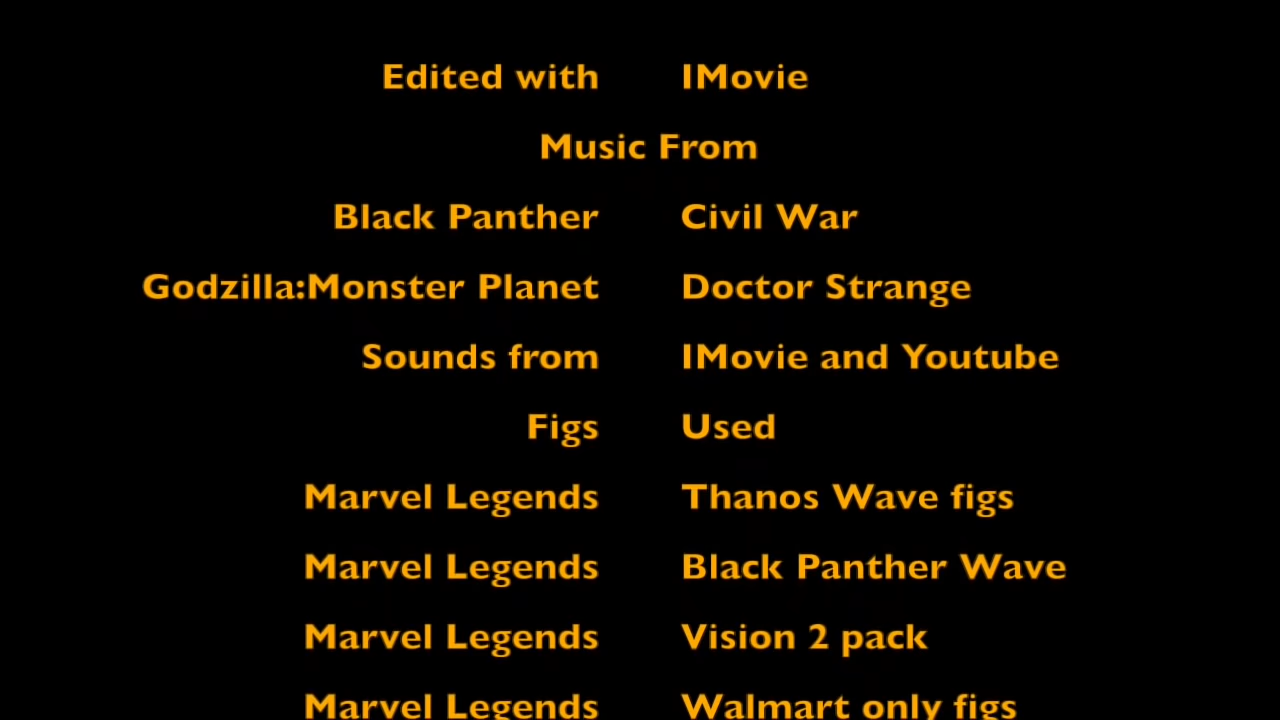 Edited with IMovie
Music From
Black Panther Civil War
Godzilla:Monster Planet Doctor Strange
Sounds from IMovie and Youtube
Figs Used
Marvel Legends Thanos Wave figs
Marvel Legends Black Panther Wave
Marvel Legends Vision 2 pack
Marvel Legends Walmart only figs